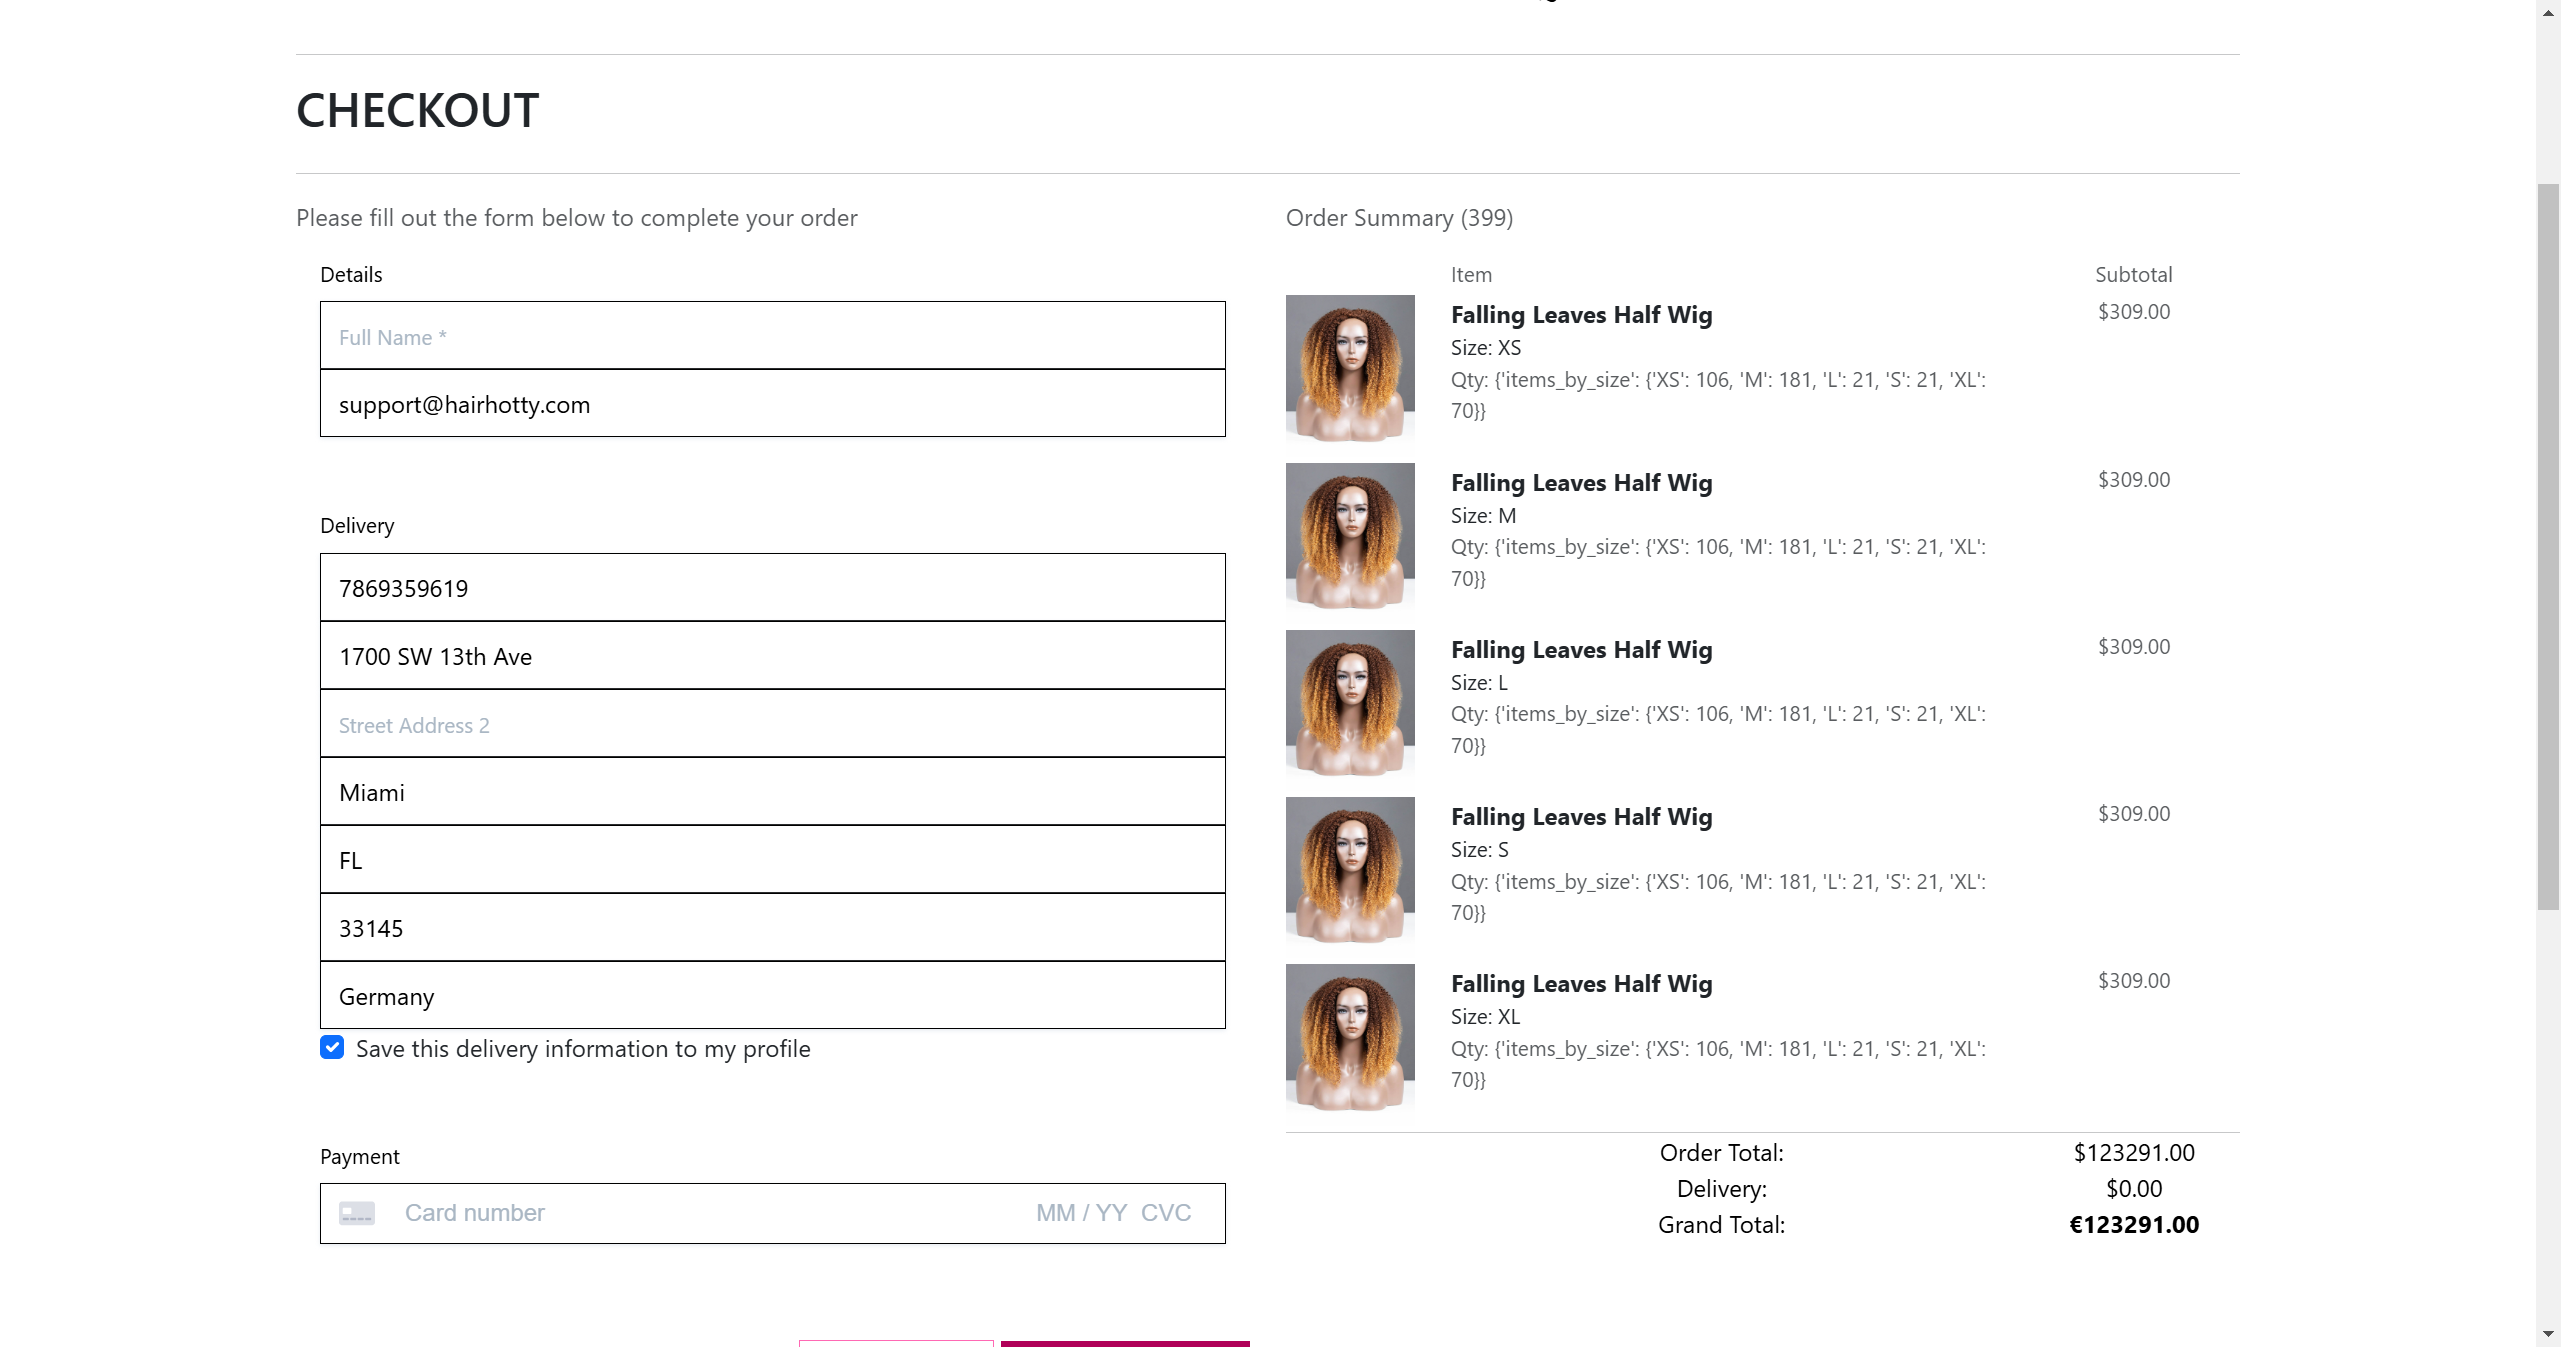 CHECKOUT
Please fill out the form below to complete your order
Details
Full Name *
support@hairhotty.com
Delivery
7869359619
1700 SW 13th Ave
Street Address 2
Miami
FL
33145
Germany
Save this delivery information to my profile
Payment
Card number MM / YY CVC
Order Summary (399)
Item Subtotal
Falling Leaves Half Wig $309.00
Size: XS
Qty: {'items_by_size': {'XS': 106, 'M': 181, 'L': 21, 'S': 21, 'XL':
70}}
Falling Leaves Half Wig $309.00
Size: M
Qty: {'items_by_size': {'XS': 106, 'M': 181, 'L': 21, 'S': 21, 'XL':
70}}
Falling Leaves Half Wig $309.00
Size: L
Qty: {'items_by_size': {'XS': 106, 'M': 181, 'L': 21, 'S': 21, 'XL':
70}}
Falling Leaves Half Wig $309.00
Size: S
Qty: {'items_by_size': {'XS': 106, 'M': 181, 'L': 21, 'S': 21, 'XL':
70}}
Falling Leaves Half Wig $309.00
Size: XL
Qty: {'items_by_size': {'XS': 106, 'M': 181, 'L': 21, 'S': 21, 'XL':
70}}
Order Total: $123291.00
Delivery: $0.00
Grand Total: €123291.00